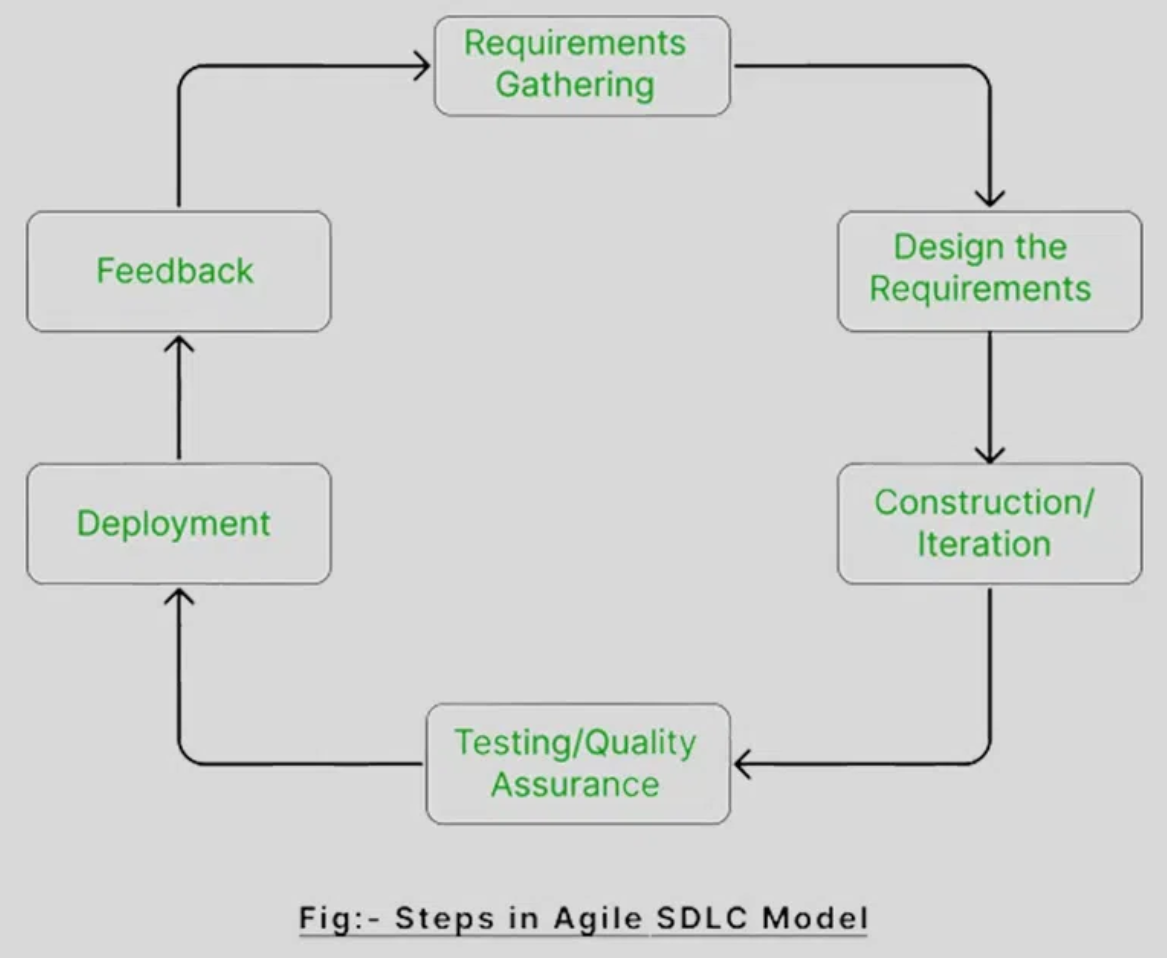 Requirements
Gathering
Design the
Requirements
Construction/
Iteration
Testing/Quality
Assurance
Deployment
Feedback
Fig:- Steps in Agile SDLC Model